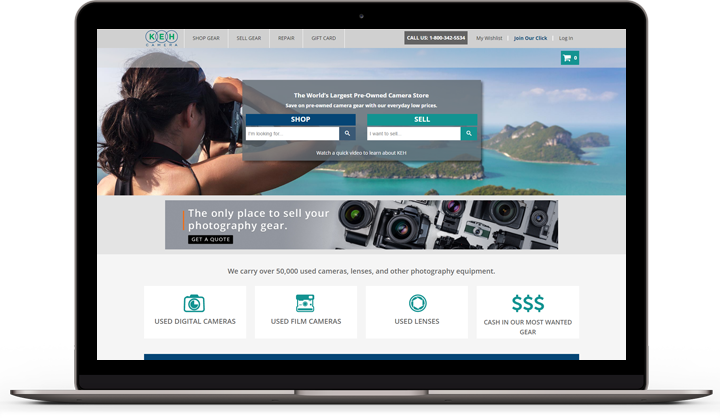 KEH
CAMERA
SHOP GEAR
SELL GEAR
REPAIR
GIFT CARD
CALL US: 1-800-342-5534
My Wishlist
Join Our Click
Log In
0
The World's Largest Pre-Owned Camera Store
Save on pre-owned camera gear with our everyday low prices.
SHOP
SELL
I'm looking for...
I want to sell...
Watch a quick video to learn about KEH
The only place to sell your
photography gear.
GET A QUOTE
We carry over 50,000 used cameras, lenses, and other photography equipment.
$$$
USED DIGITAL CAMERAS
USED FILM CAMERAS
USED LENSES
CASH IN OUR MOST WANTED
GEAR